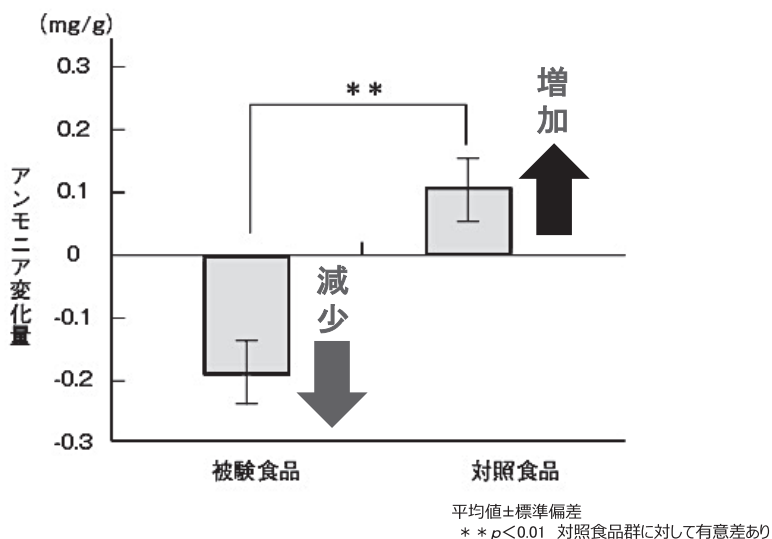 (mg/g)
0.3
0.2
0.1
0
-0.1
-0.2
-0.3
アンモニア変化量
**
増加
減少
被験食品
対照食品
平均値±標準偏差
**p<0.01 対照食品群に対して有意差あり